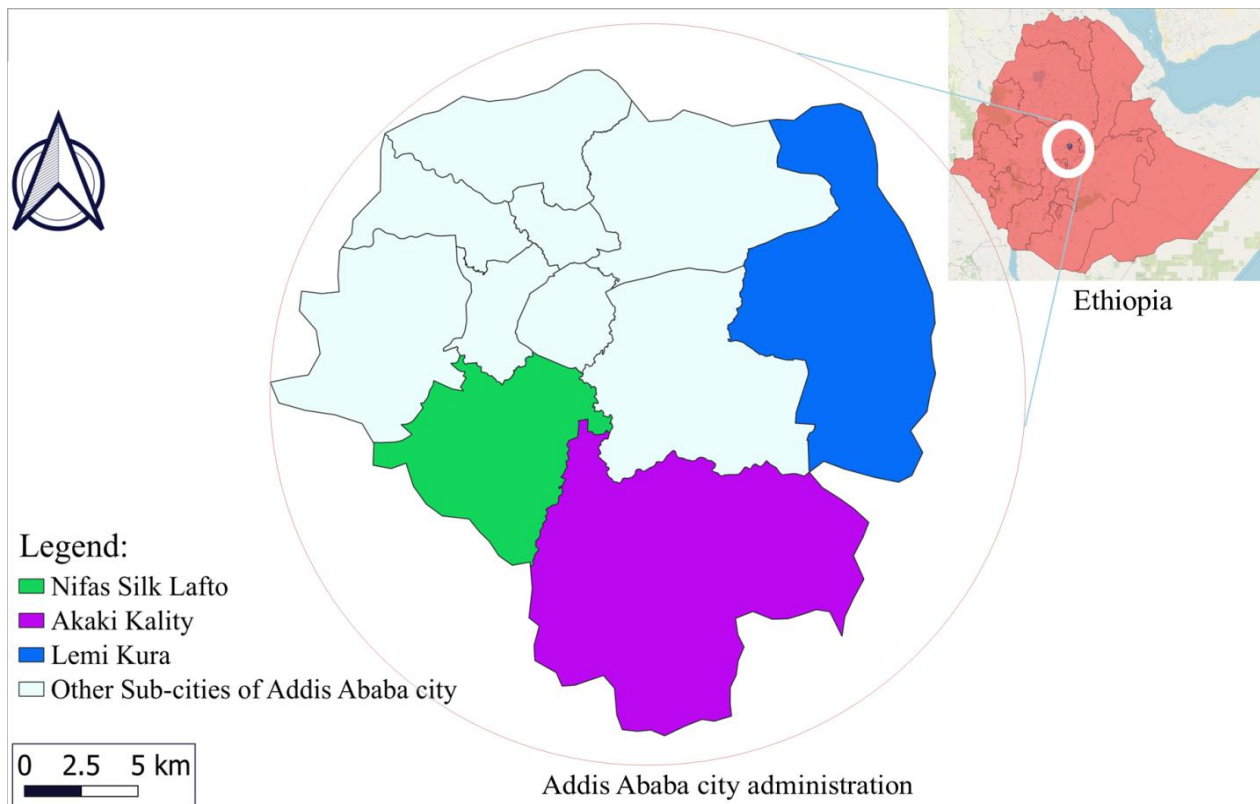 Ethiopia
Legend:
Nifas Silk Lafto
Akaki Kality
Lemi Kura
Other Sub-cities of Addis Ababa city
0 2.5 5 km
Addis Ababa city administration